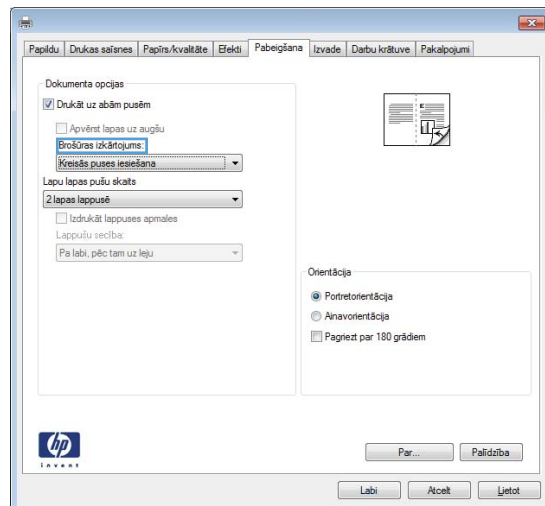 Papildu Drukas saīsnes Papīrs/kvalitāte Efekti Pabeigšana Izvade Darbu krātuve Pakalpojumi
Dokumenta opcijas
Drukāt uz abām pusēm
Apvērst lapas uz augšu
Brošūras izkārtojums:
Kreisās puses iesiešana
Lapu lapas pušu skaits
2 lapas lappusē
Izdrukāt lappuses apmales
Lappušu secība:
Pa labi, pēc tam uz leju
Orientācija
Portretorientācija
Ainavorientācija
Pagriezt par 180 grādiem
hp
invent
Par... Palīdzība
Labi Atcelt Lietot